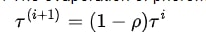 τ^(i+1) = (1 − ρ)τ^i